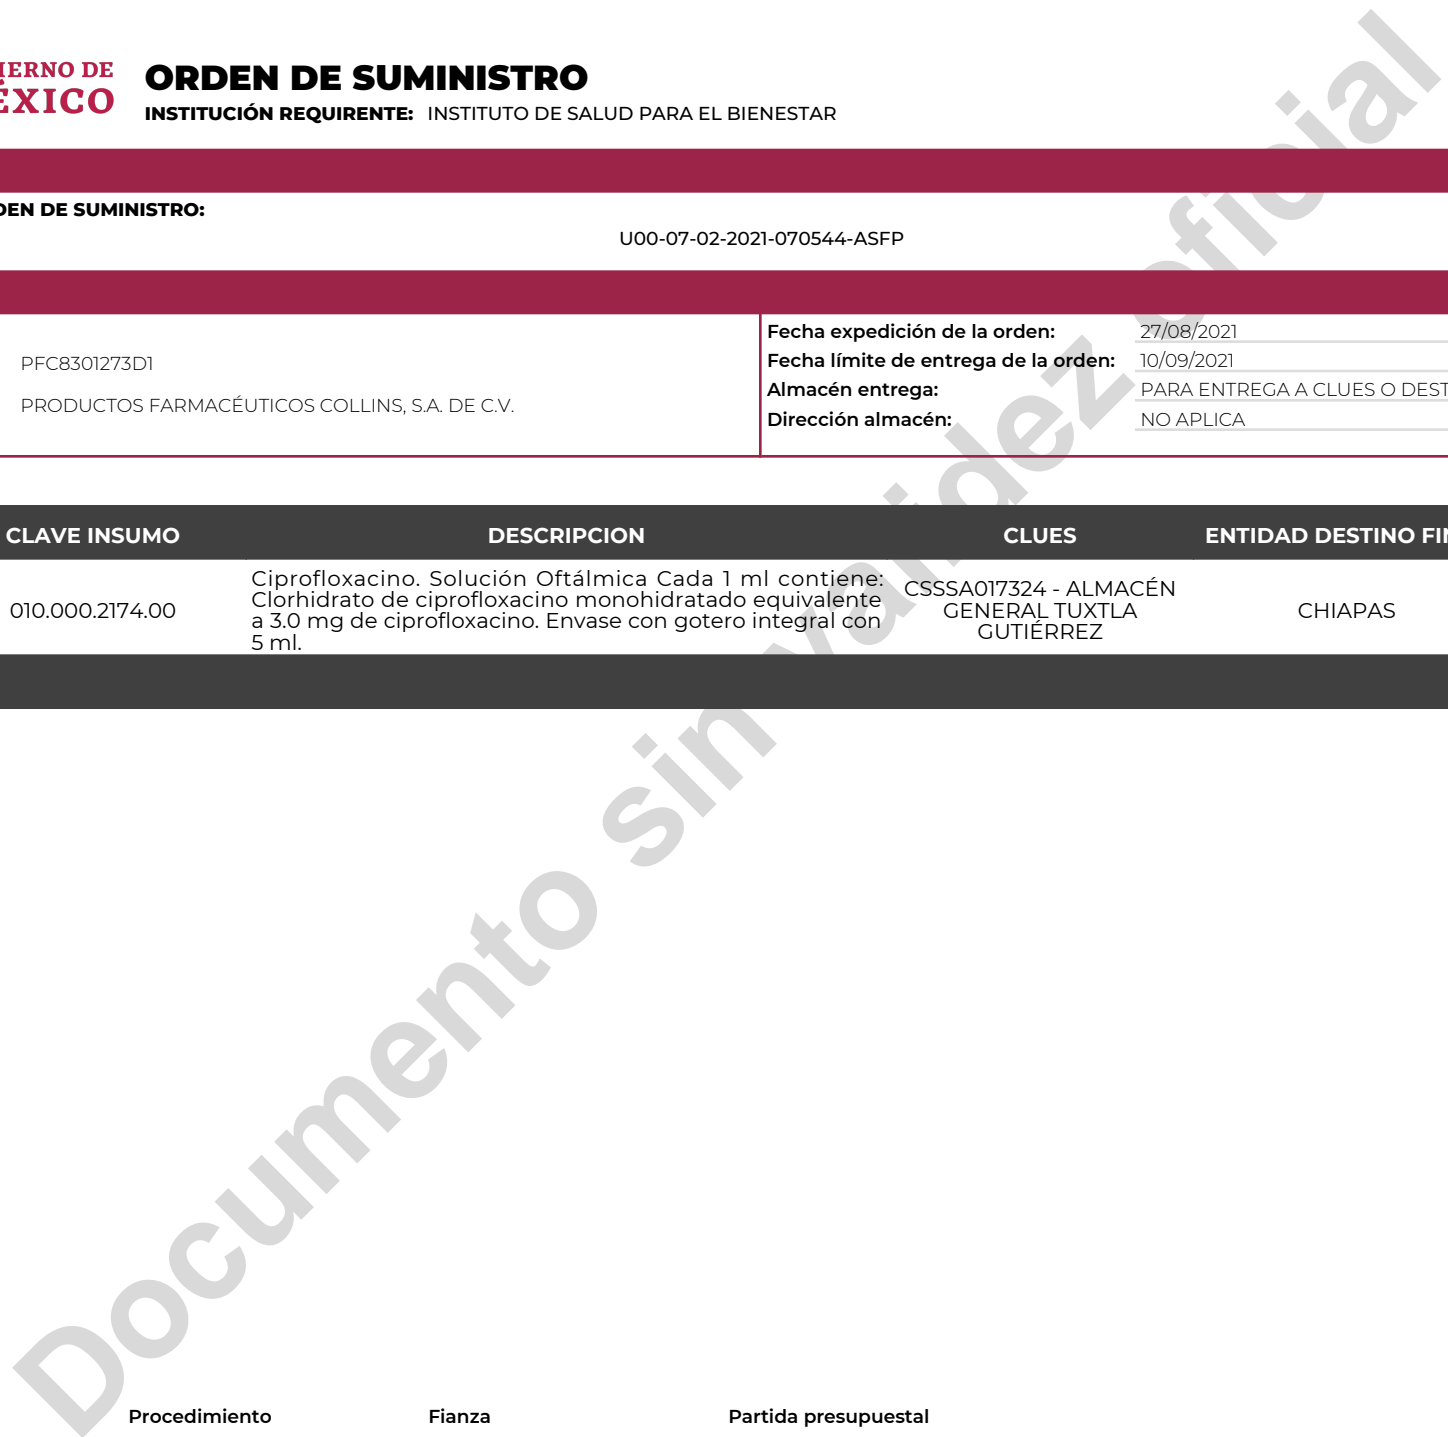 IERNO DE
ÉXICO
ORDEN DE SUMINISTRO
INSTITUCIÓN REQUIRENTE: INSTITUTO DE SALUD PARA EL BIENESTAR
DEN DE SUMINISTRO:
U00-07-02-2021-070544-ASFP
PFC8301273D1
PRODUCTOS FARMACÉUTICOS COLLINS, S.A. DE C.V.
Fecha expedición de la orden: 27/08/2021
Fecha límite de entrega de la orden: 10/09/2021
Almacén entrega: PARA ENTREGA A CLUES O DEST
Dirección almacén: NO APLICA
CLAVE INSUMO DESCRIPCION CLUES ENTIDAD DESTINO FIN
010.000.2174.00
Ciprofloxacino. Solución Oftálmica Cada 1 ml contiene:
Clorhidrato de ciprofloxacino monohidratado equivalente
a 3.0 mg de ciprofloxacino. Envase con gotero integral con
5 ml.
CSSSA017324 - ALMACÉN
GENERAL TUXTLA
GUTIÉRREZ
CHIAPAS
Documento sin validez oficial
Procedimiento Fianza Partida presupuestal